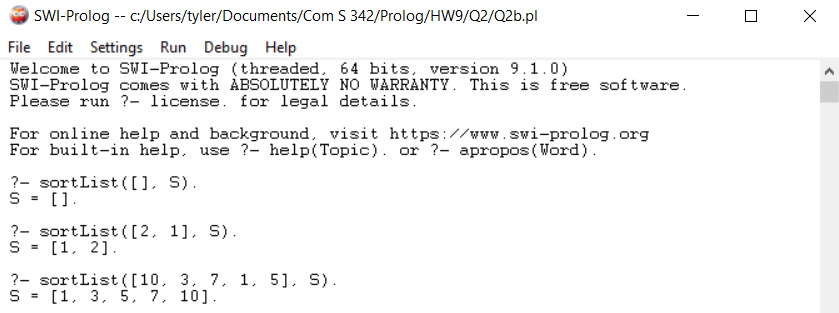 SWI-Prolog -- c:/Users/tyler/Documents/Com S 342/Prolog/HW9/Q2/Q2b.pl
File Edit Settings Run Debug Help
Welcome to SWI-Prolog (threaded, 64 bits, version 9.1.0)
SWI-Prolog comes with ABSOLUTELY NO WARRANTY. This is free software.
Please run ?- license. for legal details.
For online help and background, visit https://www.swi-prolog.org
For built-in help, use ?- help(Topic). or ?- apropos(Word).
?- sortList([], S).
S = [].
?- sortList([2, 1], S).
S = [1, 2].
?- sortList([10, 3, 7, 1, 5], S).
S = [1, 3, 5, 7, 10].